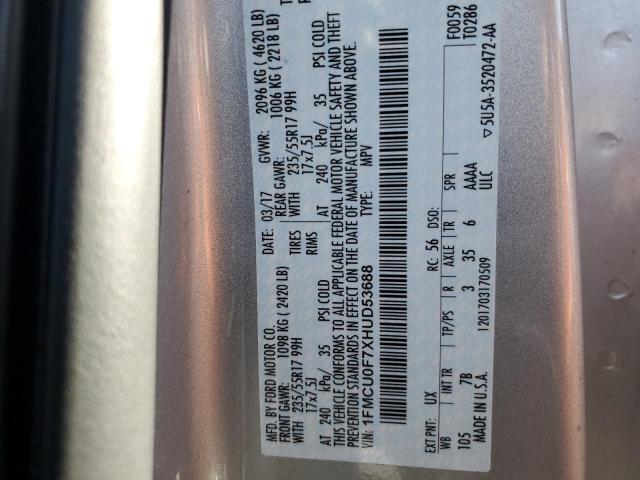 MFD. BY FORD MOTOR CO.
DATE: 03/17 GVWR: 2096 KG ( 4620 LB)
FRONT GAWR: 1098 KG ( 2420 LB) REAR GAWR: 1006 KG ( 2218 LB)
WITH 235/55R17 99H TIRES WITH 235/55R17 99H
17x7.5J RIMS 17x7.5J
AT 240 kPa/ 35 PSI COLD AT 240 kPa/ 35 PSI COLD
THIS VEHICLE CONFORMS TO ALL APPLICABLE FEDERAL MOTOR VEHICLE SAFETY AND THEFT
PREVENTION STANDARDS IN EFFECT ON THE DATE OF MANUFACTURE SHOWN ABOVE.
VIN: 1FMCU0F7XHUD53688 TYPE: MPV
F0059
T0286
EXT PNT: UX RC: 56 DSO:
WB INT TR TP/PS R AXLE TR SPR
105 7B 3 35 6 AAAA
ULC
MADE IN U.S.A. 1201703170509
▽5U5A-3520472-AA